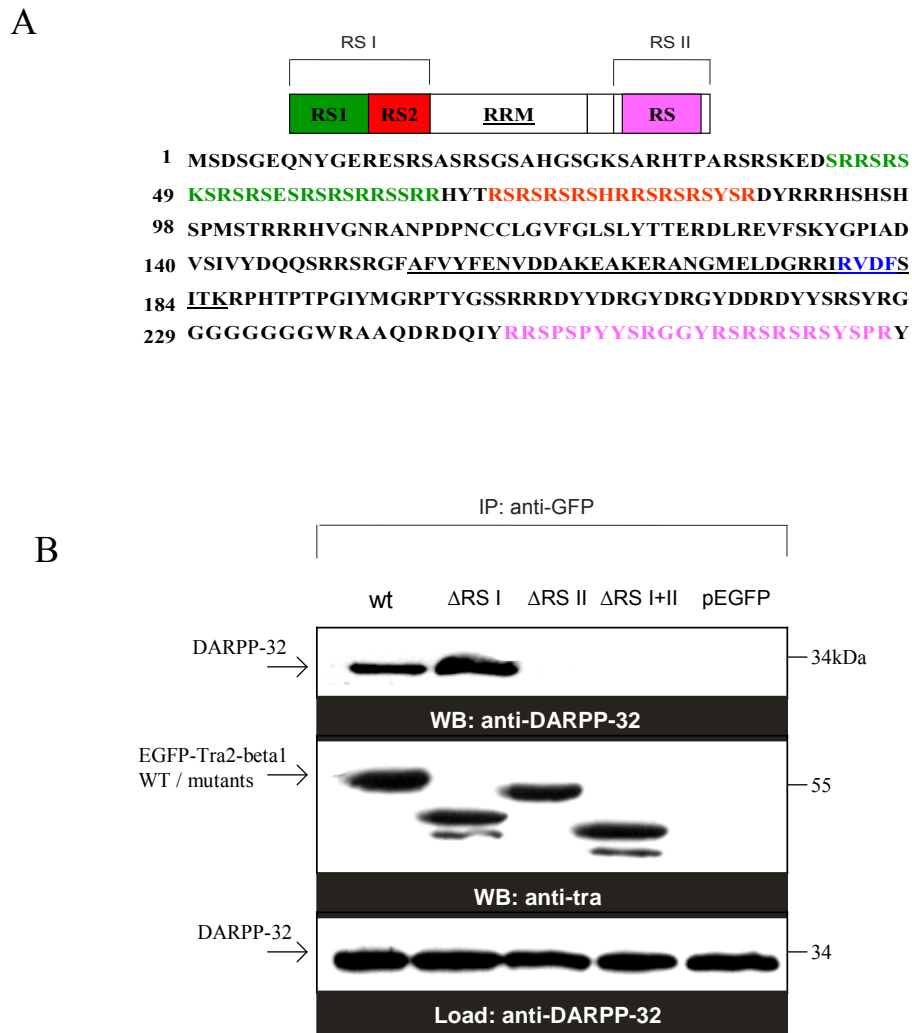 A
RS I RS II
RS1 RS2 RRM RS
1 MSDSGEQNYGERESRSASRSGSAHGSGKSARHTPARSRSKEDSRRSRS
49 KSRSRSESRSRSRRSSRRHYTRSRSRSRSHRRSRSRSYSRDYRRRHSHSH
98 SPMSTRRRHVGNRANPDPNCCLGVFGLSLYTTERDLREVFSKYGPIAD
140 VSIVYDQQSRRSRGFAFVYFENVDDAKEAKERANGMELDGRRIRVDFS
184 ITKRPHTPTPGIYMGRPTYGSSRRRDYYDRGYDRGYDDRDYYSRSYRG
229 GGGGGGGWRAAQDRDQIYRRSPSPYYSRGGYRSRSRSRSYSPRY
B
IP: anti-GFP
wt ΔRS I ΔRS II ΔRS I+II pEGFP
DARPP-32
34kDa
WB: anti-DARPP-32
EGFP-Tra2-beta1
WT / mutants
55
WB: anti-tra
DARPP-32
34
Load: anti-DARPP-32